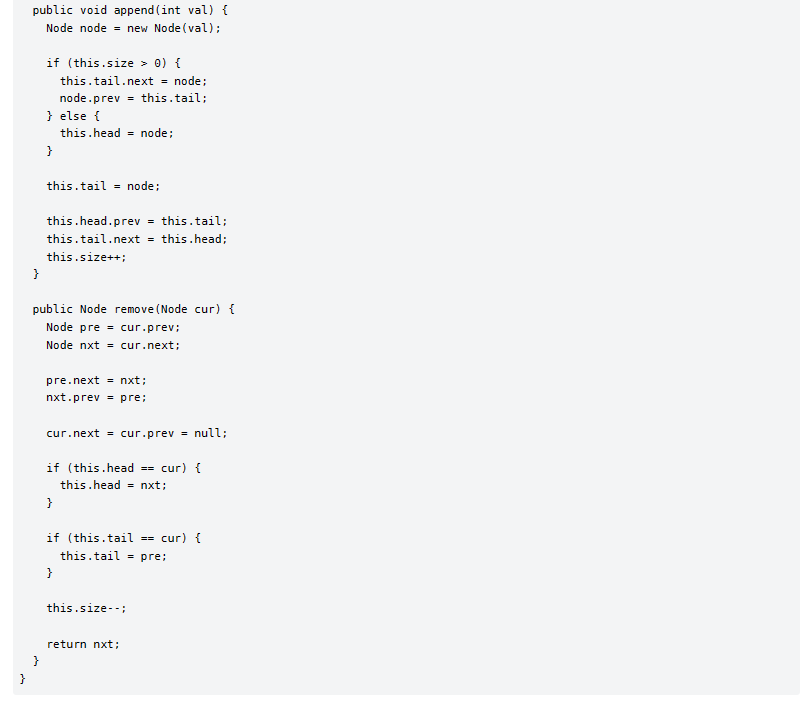 public void append(int val) {
Node node = new Node(val);
if (this.size > 0) {
this.tail.next = node;
node.prev = this.tail;
} else {
this.head = node;
}
this.tail = node;
this.head.prev = this.tail;
this.tail.next = this.head;
this.size++;
}
public Node remove(Node cur) {
Node pre = cur.prev;
Node nxt = cur.next;
pre.next = nxt;
nxt.prev = pre;
cur.next = cur.prev = null;
if (this.head == cur) {
this.head = nxt;
}
if (this.tail == cur) {
this.tail = pre;
}
this.size--;
return nxt;
}
}